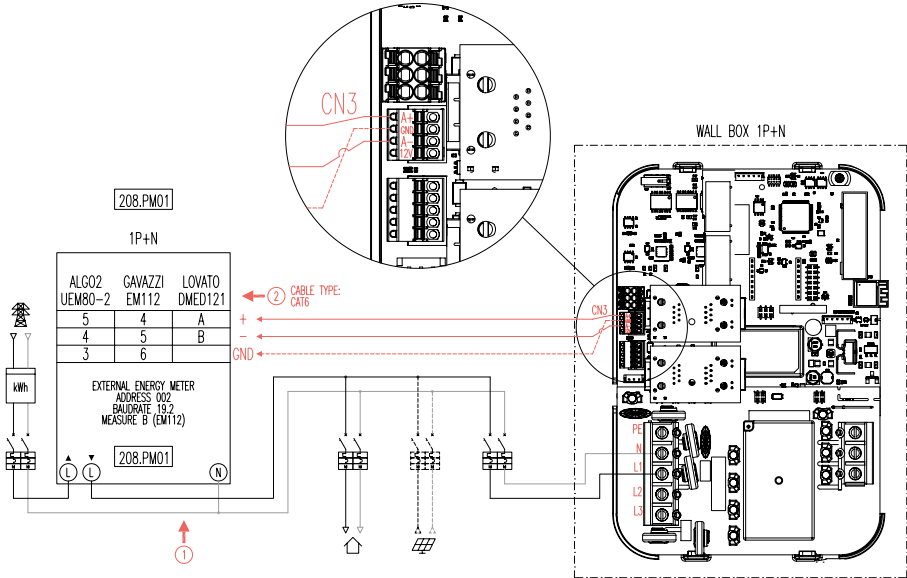 CN3
A+
GND
A-
12V
WALL BOX 1P+N
208.PM01
1P+N
ALGO2 UEM80-2
GAVAZZI EM112
LOVATO DMED121
2 CABLE TYPE:
CAT6
5 4 A +
4 5 B -
3 6 GND
CN3
kWh
EXTERNAL ENERGY METER
ADDRESS 002
BAUDRATE 19.2
MEASURE B (EM112)
208.PM01
L L N
PE
N
L1
L2
L3
1